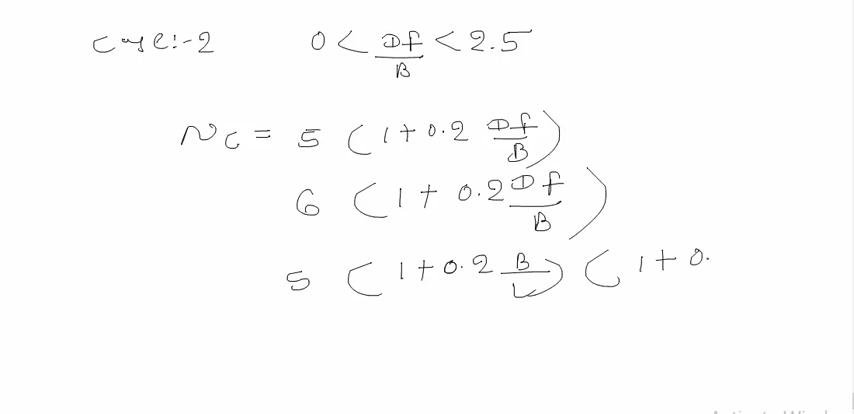 Case:-2 0 < Df/B < 2.5
Nc = 5 (1+0.2 Df/B)
6 (1+0.2 Df/B)
5 (1+0.2 B/L) (1+0.